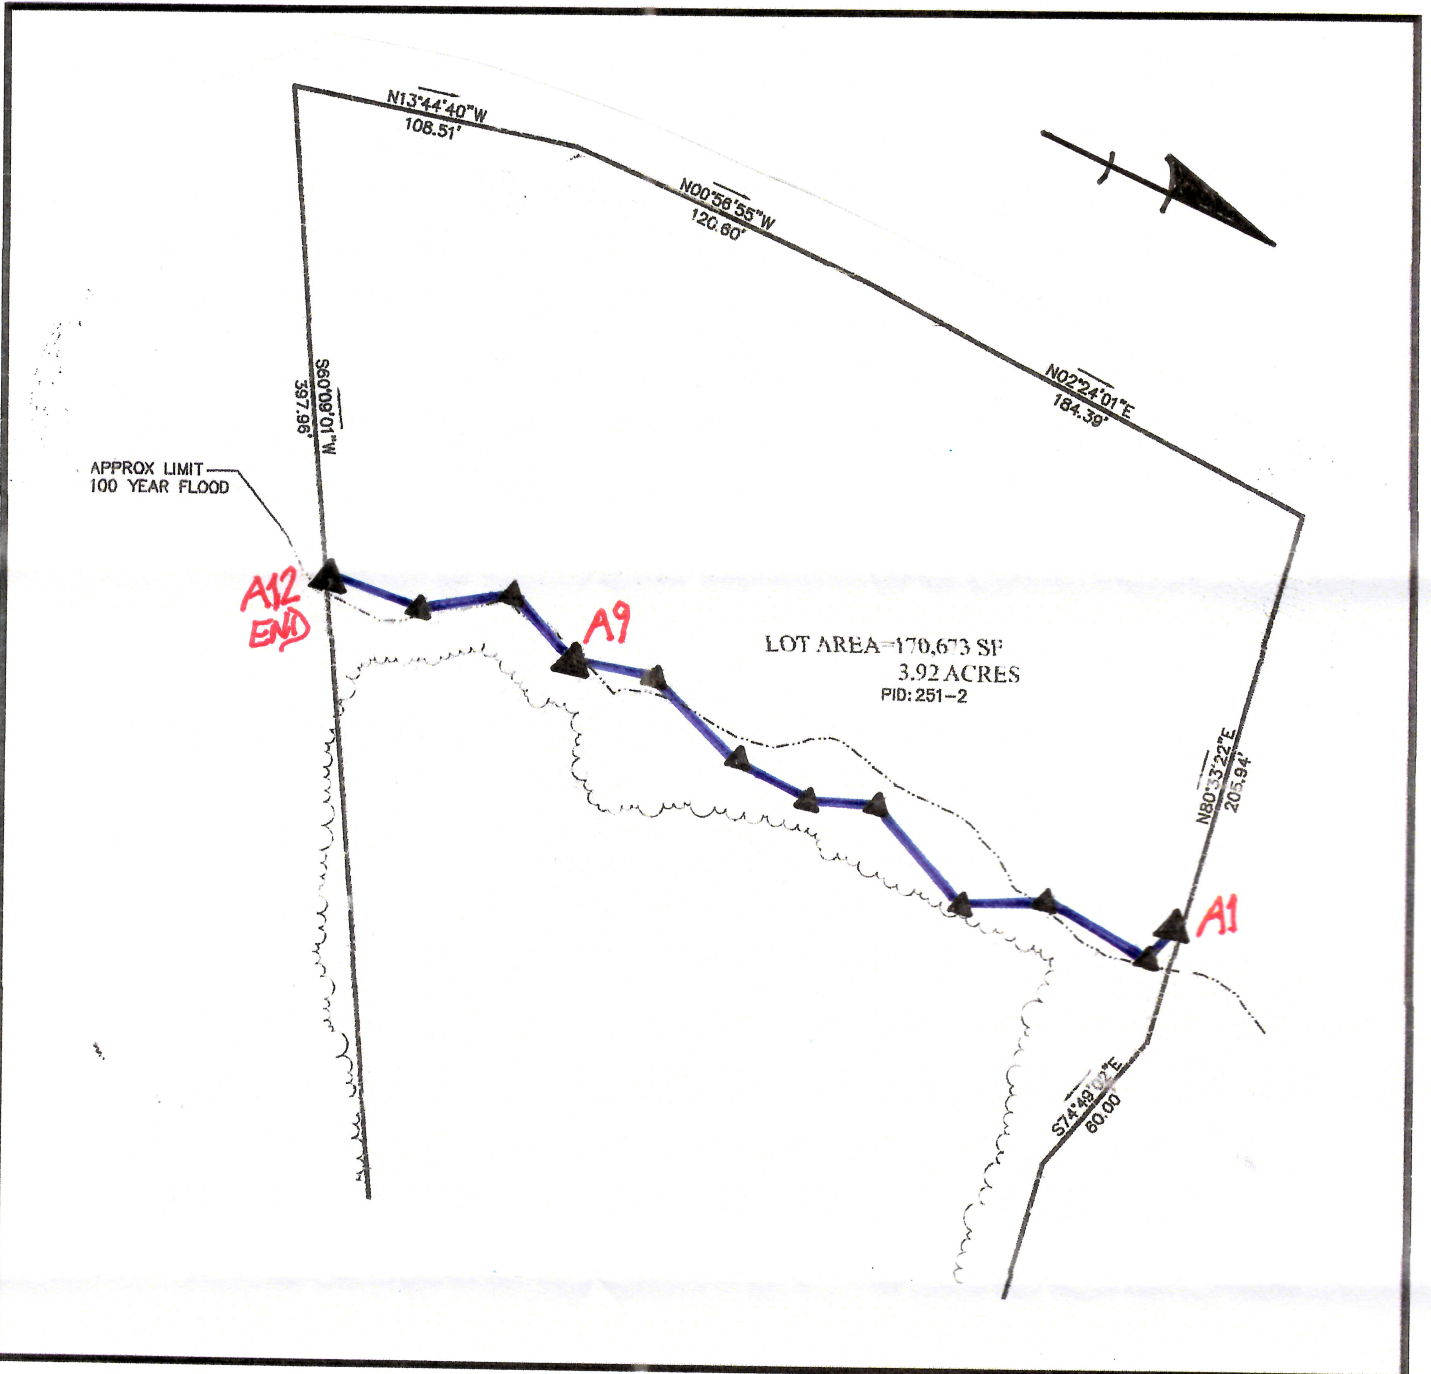 N13°44'40"W
108.51'
N00°56'55"W
120.60'
N02°24'01"E
184.39'
S60°09'01"W
397.96'
APPROX LIMIT
100 YEAR FLOOD
A12
END
A9
LOT AREA=170,673 SF
3.92 ACRES
PID: 251-2
N80°33'22"E
205.94'
A1
S74°49'02"E
60.00'